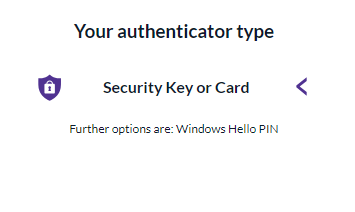 Your authenticator type
Security Key or Card
Further options are: Windows Hello PIN